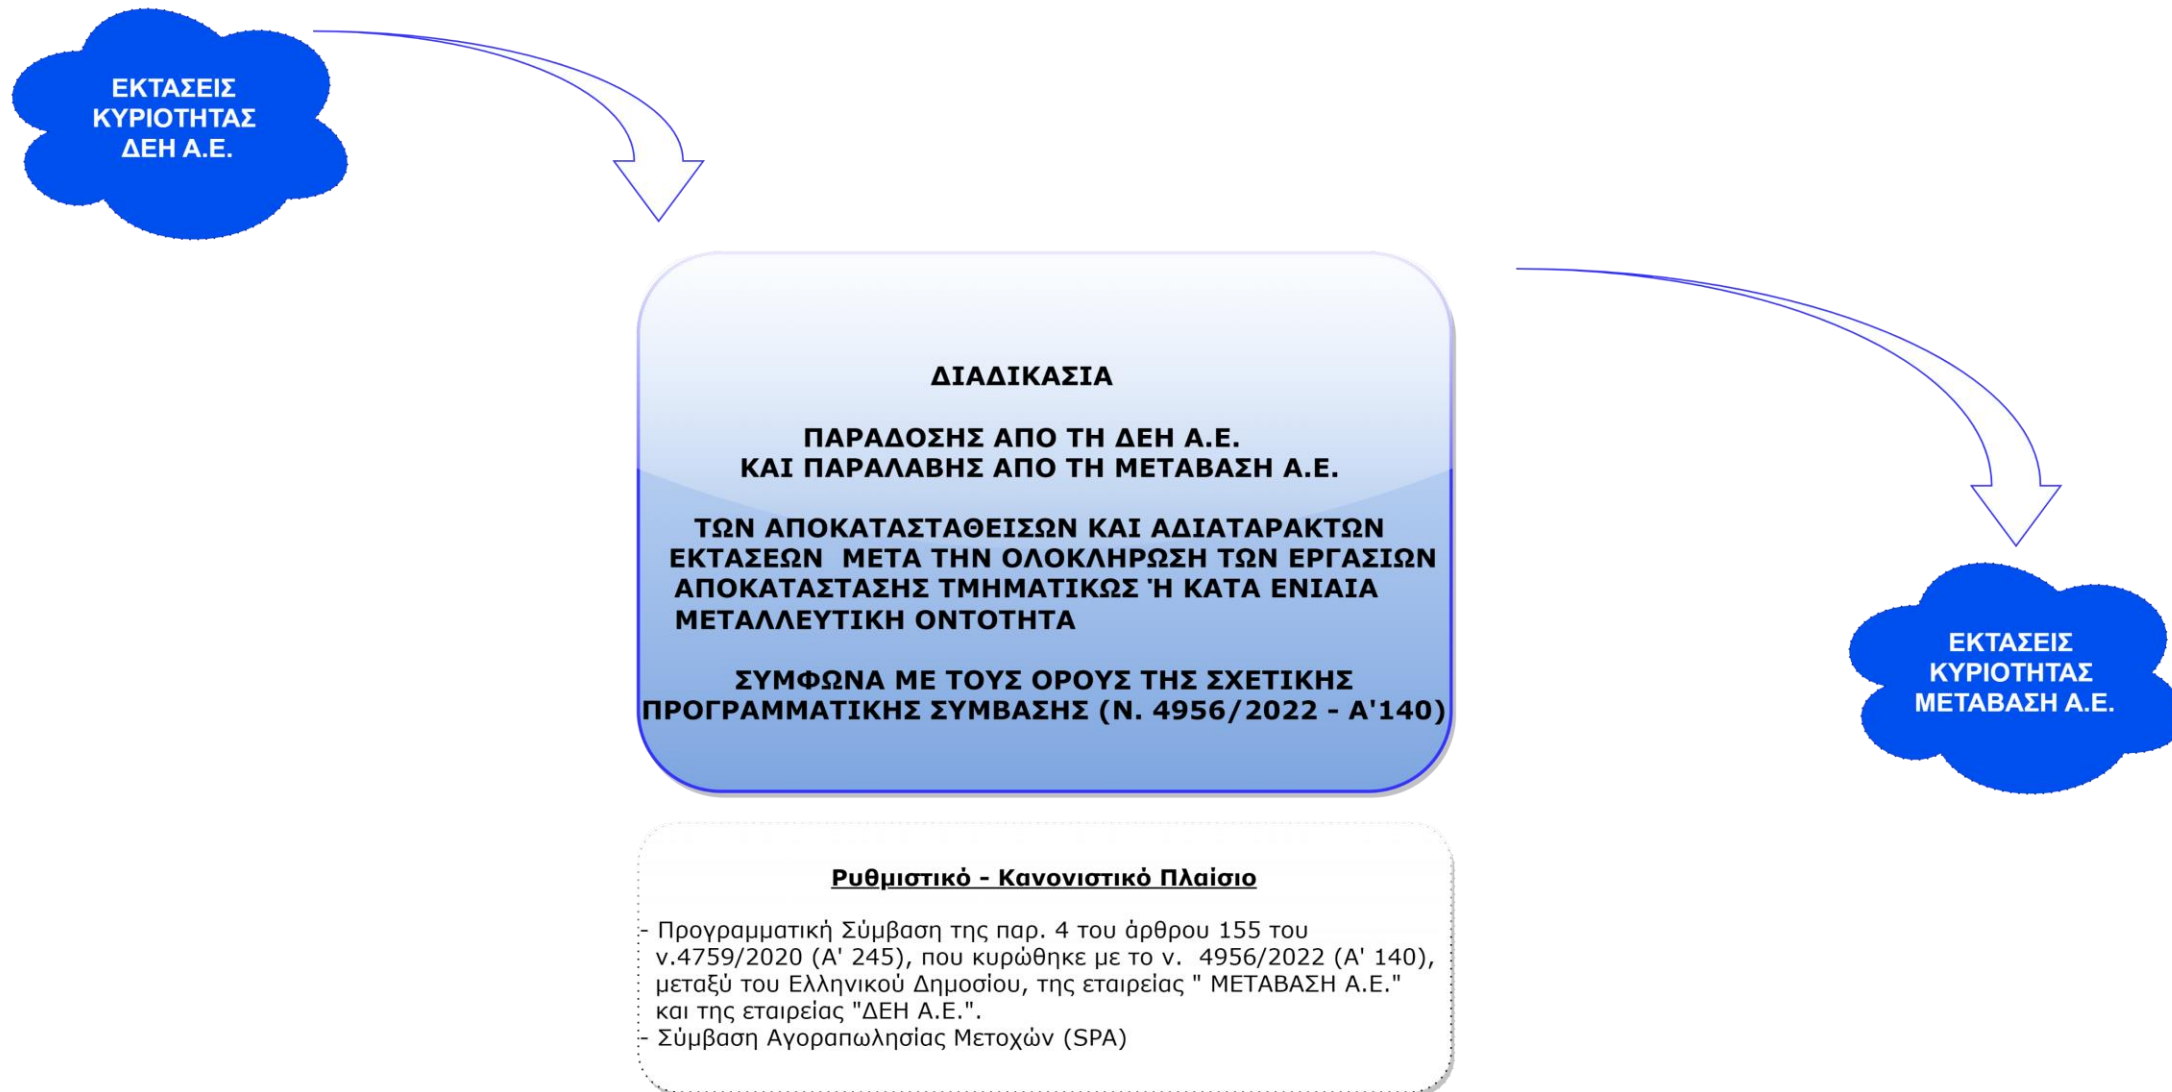 ΕΚΤΑΣΕΙΣ
ΚΥΡΙΟΤΗΤΑΣ
ΔΕΗ Α.Ε.
ΔΙΑΔΙΚΑΣΙΑ
ΠΑΡΑΔΟΣΗΣ ΑΠΟ ΤΗ ΔΕΗ Α.Ε.
ΚΑΙ ΠΑΡΑΛΑΒΗΣ ΑΠΟ ΤΗ ΜΕΤΑΒΑΣΗ Α.Ε.
ΤΩΝ ΑΠΟΚΑΤΑΣΤΑΘΕΙΣΩΝ ΚΑΙ ΑΔΙΑΤΑΡΑΚΤΩΝ
ΕΚΤΑΣΕΩΝ ΜΕΤΑ ΤΗΝ ΟΛΟΚΛΗΡΩΣΗ ΤΩΝ ΕΡΓΑΣΙΩΝ
ΑΠΟΚΑΤΑΣΤΑΣΗΣ ΤΜΗΜΑΤΙΚΩΣ Ή ΚΑΤΑ ΕΝΙΑΙΑ
ΜΕΤΑΛΛΕΥΤΙΚΗ ΟΝΤΟΤΗΤΑ
ΣΥΜΦΩΝΑ ΜΕ ΤΟΥΣ ΟΡΟΥΣ ΤΗΣ ΣΧΕΤΙΚΗΣ
ΠΡΟΓΡΑΜΜΑΤΙΚΗΣ ΣΥΜΒΑΣΗΣ (Ν. 4956/2022 - Α'140)
ΕΚΤΑΣΕΙΣ
ΚΥΡΙΟΤΗΤΑΣ
ΜΕΤΑΒΑΣΗ Α.Ε.
Ρυθμιστικό - Κανονιστικό Πλαίσιο
- Προγραμματική Σύμβαση της παρ. 4 του άρθρου 155 του
ν.4759/2020 (Α' 245), που κυρώθηκε με το ν. 4956/2022 (Α' 140),
μεταξύ του Ελληνικού Δημοσίου, της εταιρείας " ΜΕΤΑΒΑΣΗ Α.Ε."
και της εταιρείας "ΔΕΗ Α.Ε.".
- Σύμβαση Αγοραπωλησίας Μετοχών (SPA)